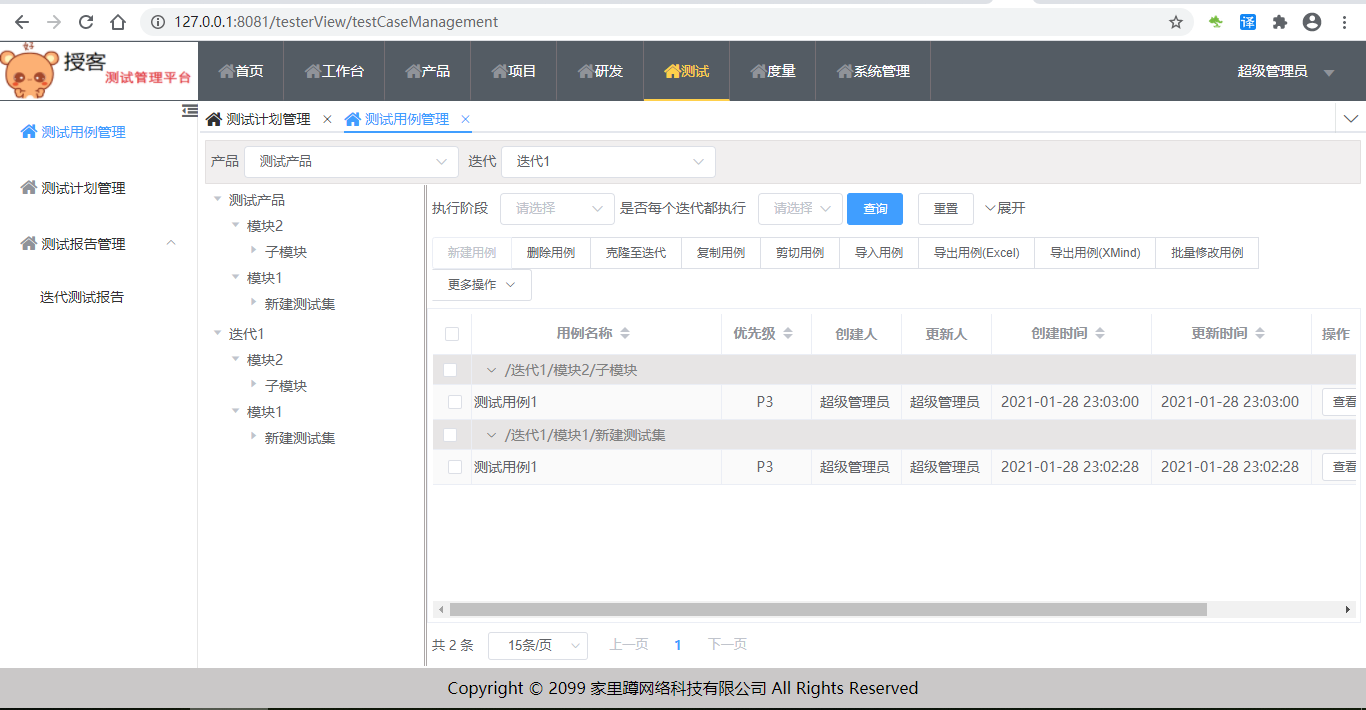 127.0.0.1:8081/testerView/testCaseManagement
译
好
授客
测试管理平台
首页 工作台 产品 项目 研发 测试 度量 系统管理 超级管理员
测试用例管理
测试计划管理
测试报告管理
迭代测试报告
测试计划管理 × 测试用例管理 ×
产品 测试产品 迭代 迭代1
测试产品
模块2
子模块
模块1
新建测试集
迭代1
模块2
子模块
模块1
新建测试集
执行阶段 请选择 是否每个迭代都执行 请选择 查询 重置 展开
新建用例 删除用例 克隆至迭代 复制用例 剪切用例 导入用例 导出用例(Excel) 导出用例(XMind) 批量修改用例
更多操作
用例名称 优先级 创建人 更新人 创建时间 更新时间 操作
/迭代1/模块2/子模块
测试用例1 P3 超级管理员 超级管理员 2021-01-28 23:03:00 2021-01-28 23:03:00 查看
/迭代1/模块1/新建测试集
测试用例1 P3 超级管理员 超级管理员 2021-01-28 23:02:28 2021-01-28 23:02:28 查看
共 2 条 15条/页 上一页 1 下一页
Copyright © 2099 家里蹲网络科技有限公司 All Rights Reserved